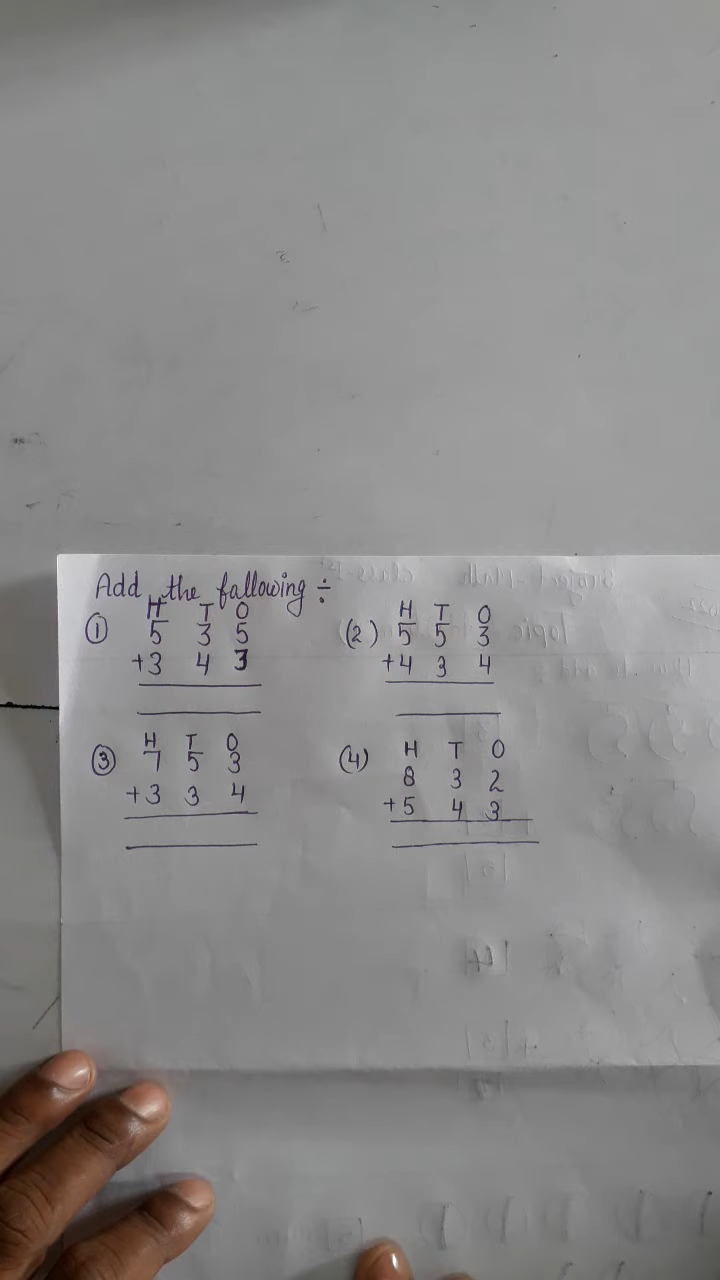 Add the fallowing ÷
① H T O
5 3 5
+3 4 3
(2) H T O
5 5 3
+4 3 4
③ H T O
7 5 3
+3 3 4
(4) H T O
8 3 2
+5 4 3